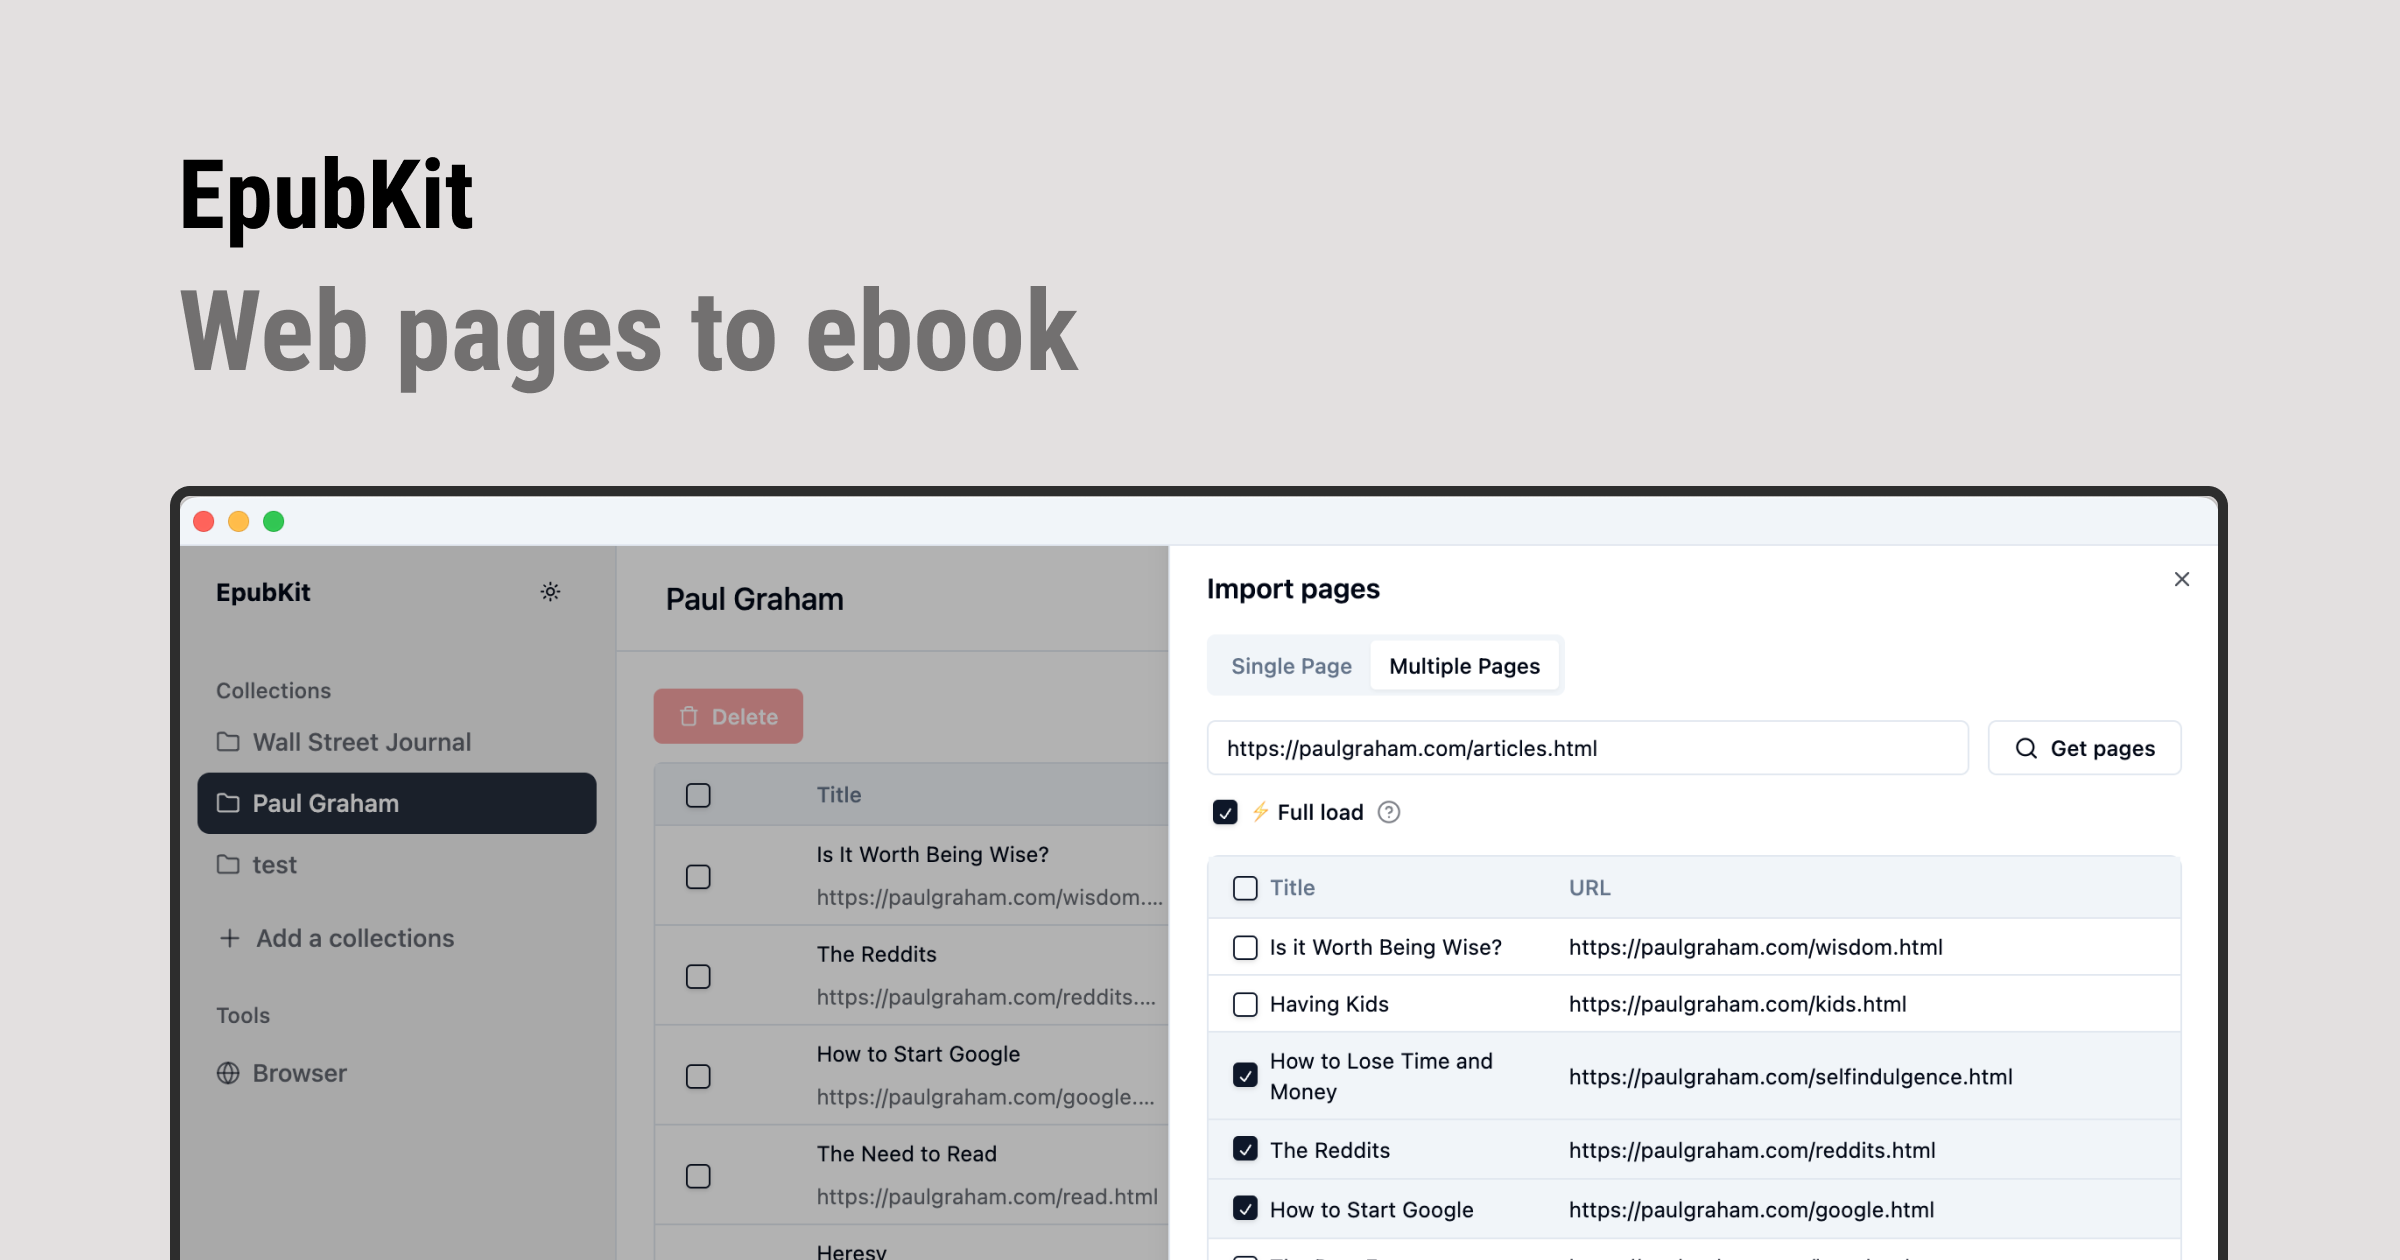 EpubKit
Web pages to ebook
EpubKit
Collections
Wall Street Journal
Paul Graham
test
Add a collections
Tools
Browser
Paul Graham
Delete
Title
Is It Worth Being Wise?
https://paulgraham.com/wisdom....
The Reddits
https://paulgraham.com/reddits....
How to Start Google
https://paulgraham.com/google....
The Need to Read
https://paulgraham.com/read.html
Heresy
Import pages
Single Page Multiple Pages
https://paulgraham.com/articles.html Get pages
Full load
Title URL
Is it Worth Being Wise? https://paulgraham.com/wisdom.html
Having Kids https://paulgraham.com/kids.html
How to Lose Time and
Money https://paulgraham.com/selfindulgence.html
The Reddits https://paulgraham.com/reddits.html
How to Start Google https://paulgraham.com/google.html